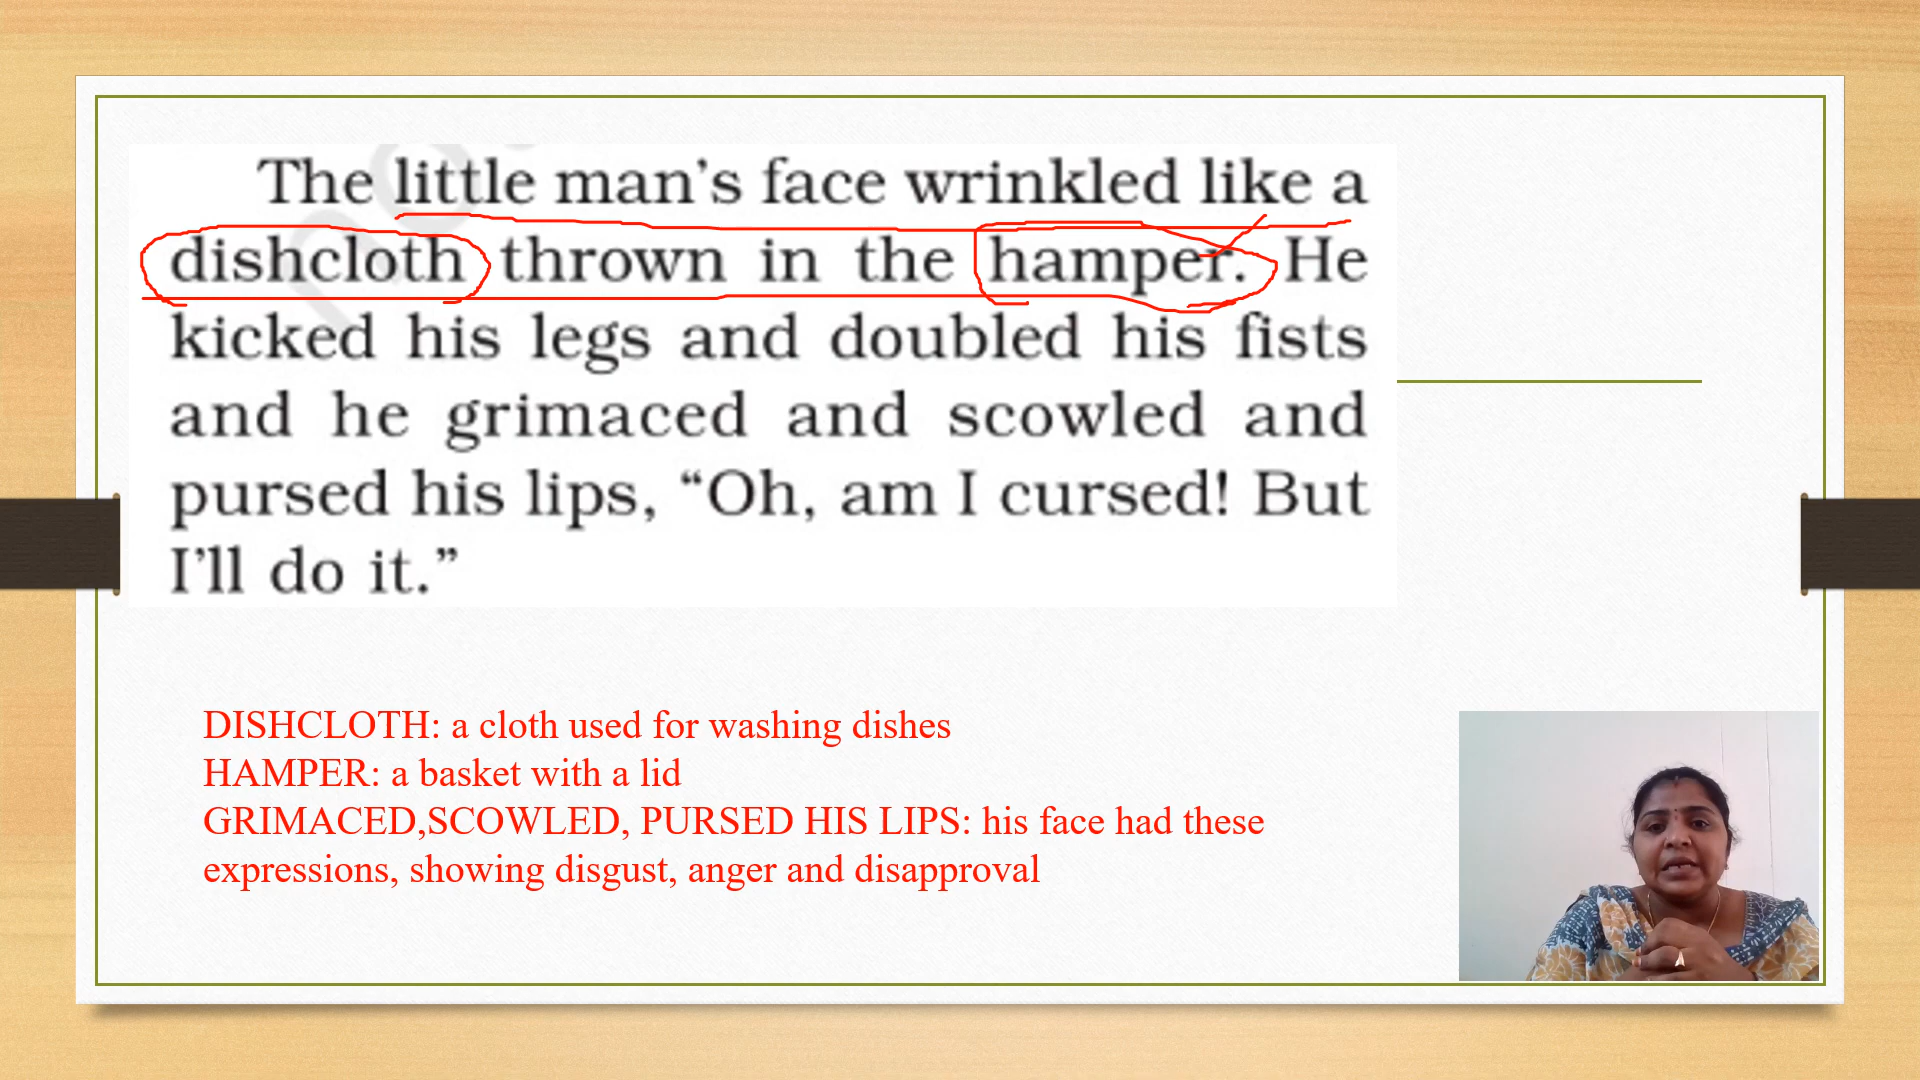 The little man’s face wrinkled like a
dishcloth thrown in the hamper. He
kicked his legs and doubled his fists
and he grimaced and scowled and
pursed his lips, “Oh, am I cursed! But
I’ll do it.”
DISHCLOTH: a cloth used for washing dishes
HAMPER: a basket with a lid
GRIMACED,SCOWLED, PURSED HIS LIPS: his face had these
expressions, showing disgust, anger and disapproval